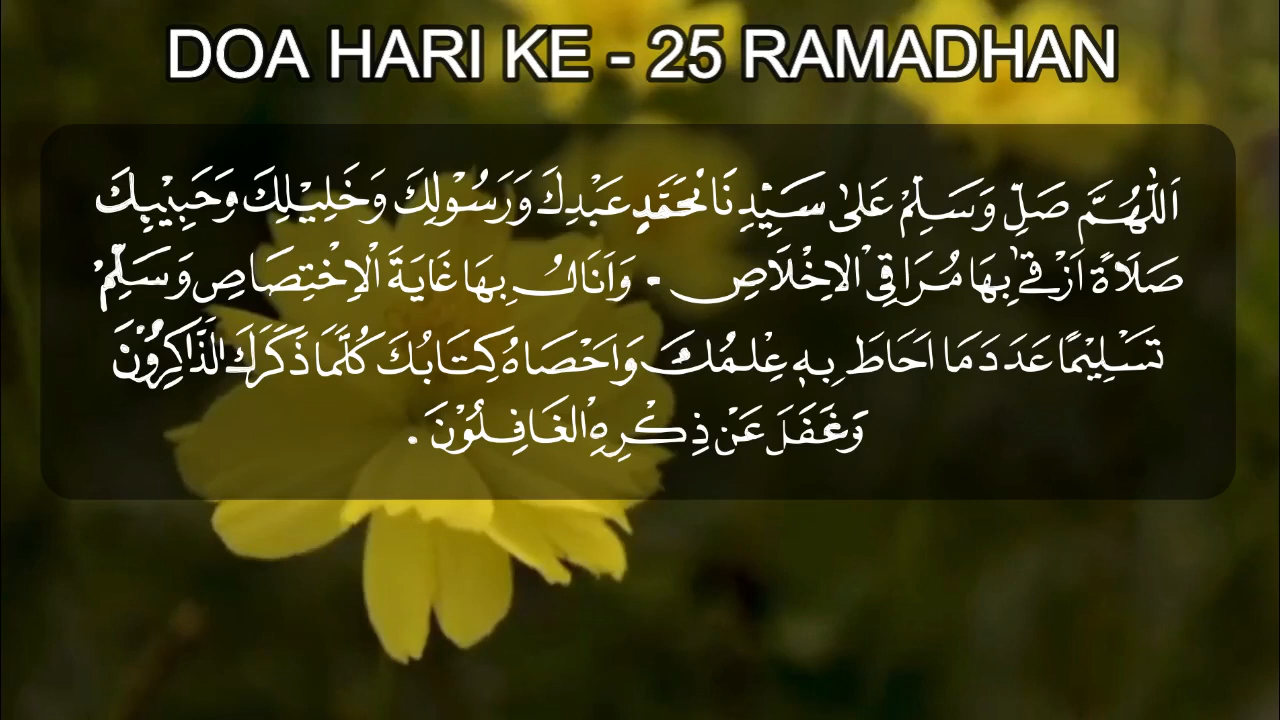 DOA HARI KE - 25 RAMADHAN
اَللّٰهُمَّ صَلِّ وَسَلِّمْ عَلٰى سَيِّدِنَا مُحَمَّدٍ عَبْدِكَ وَرَسُوْلِكَ وَخَلِيْلِكَ وَحَبِيْبِكَ
صَلَاةً اَرْقٰى بِهَا مُرَاقِيَ الْاِخْلَاصِ - وَاَنَالُ بِهَا غَايَةَ الْاِخْتِصَاصِ وَسَلِّمْ
تَسْلِيْمًا عَدَدَ مَا اَحَاطَ بِهٖ عِلْمُكَ وَاَحْصَاهُ كِتَابُكَ كُلَّمَا ذَكَرَكَ الذَّاكِرُوْنَ
وَغَفَلَ عَنْ ذِكْرِهِ الْغَافِلُوْنَ .